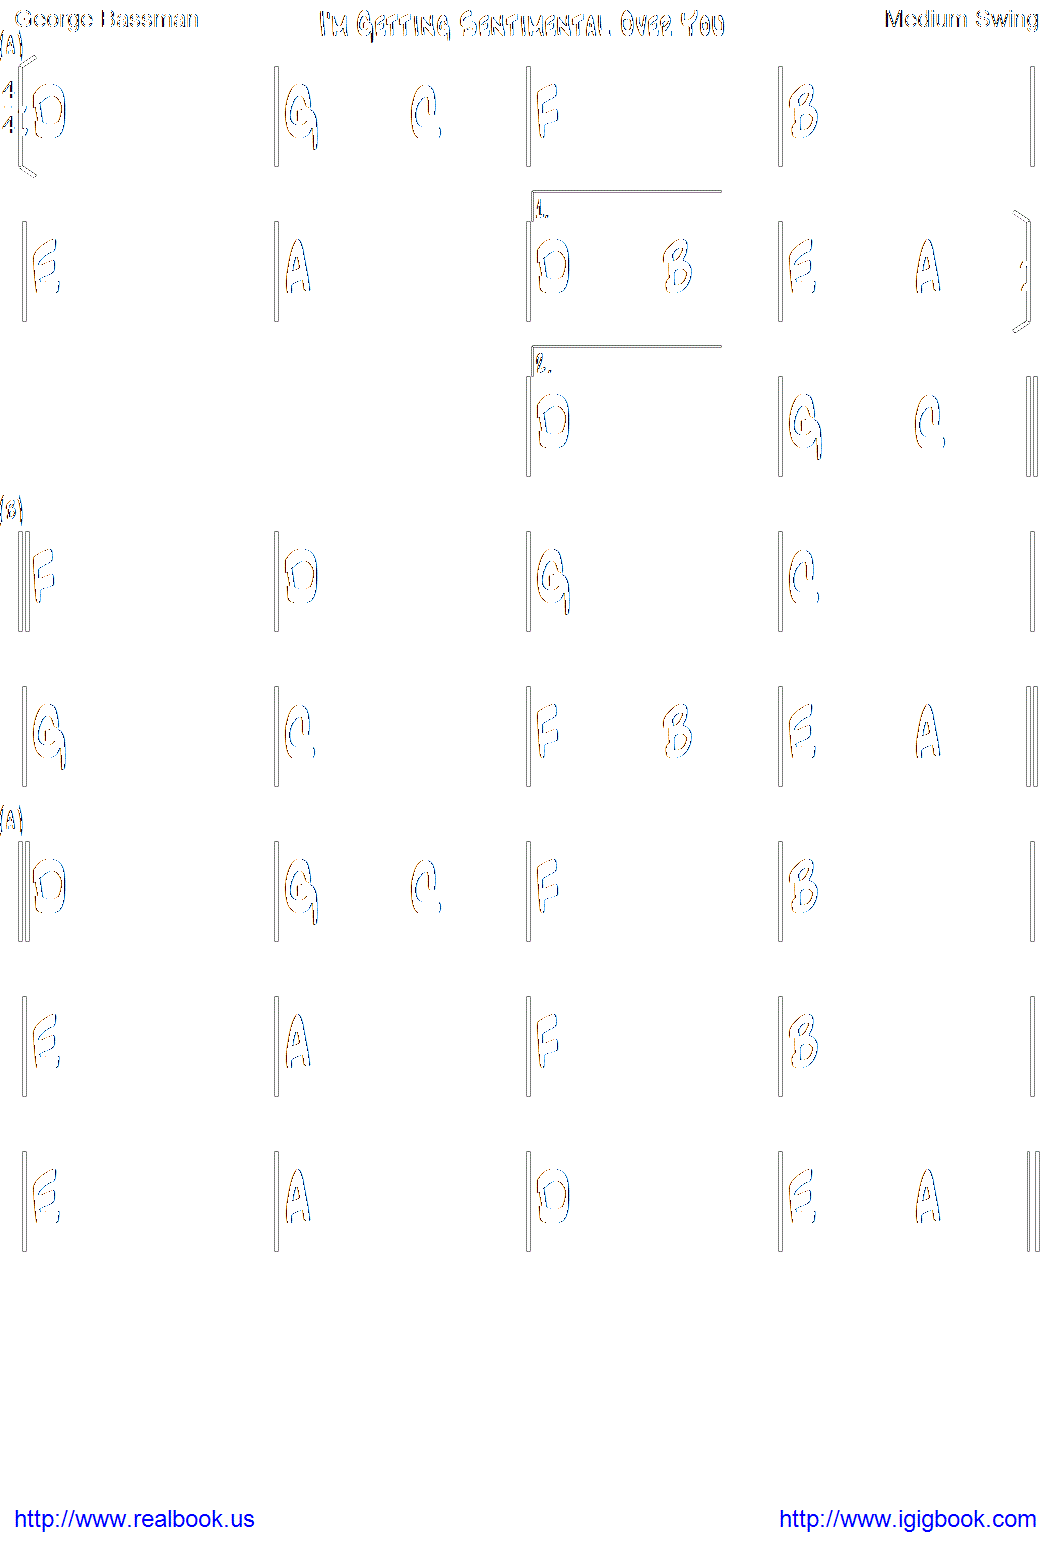 George Bassman I'M GETTING SENTIMENTAL OVER YOU Medium Swing
(A)
4 4 D G C F B
1.
E A D B E A
2.
D G C
(B)
F D G C
G C F B E A
(A)
D G C F B
E A F B
E A D E A
http://www.realbook.us http://www.igigbook.com